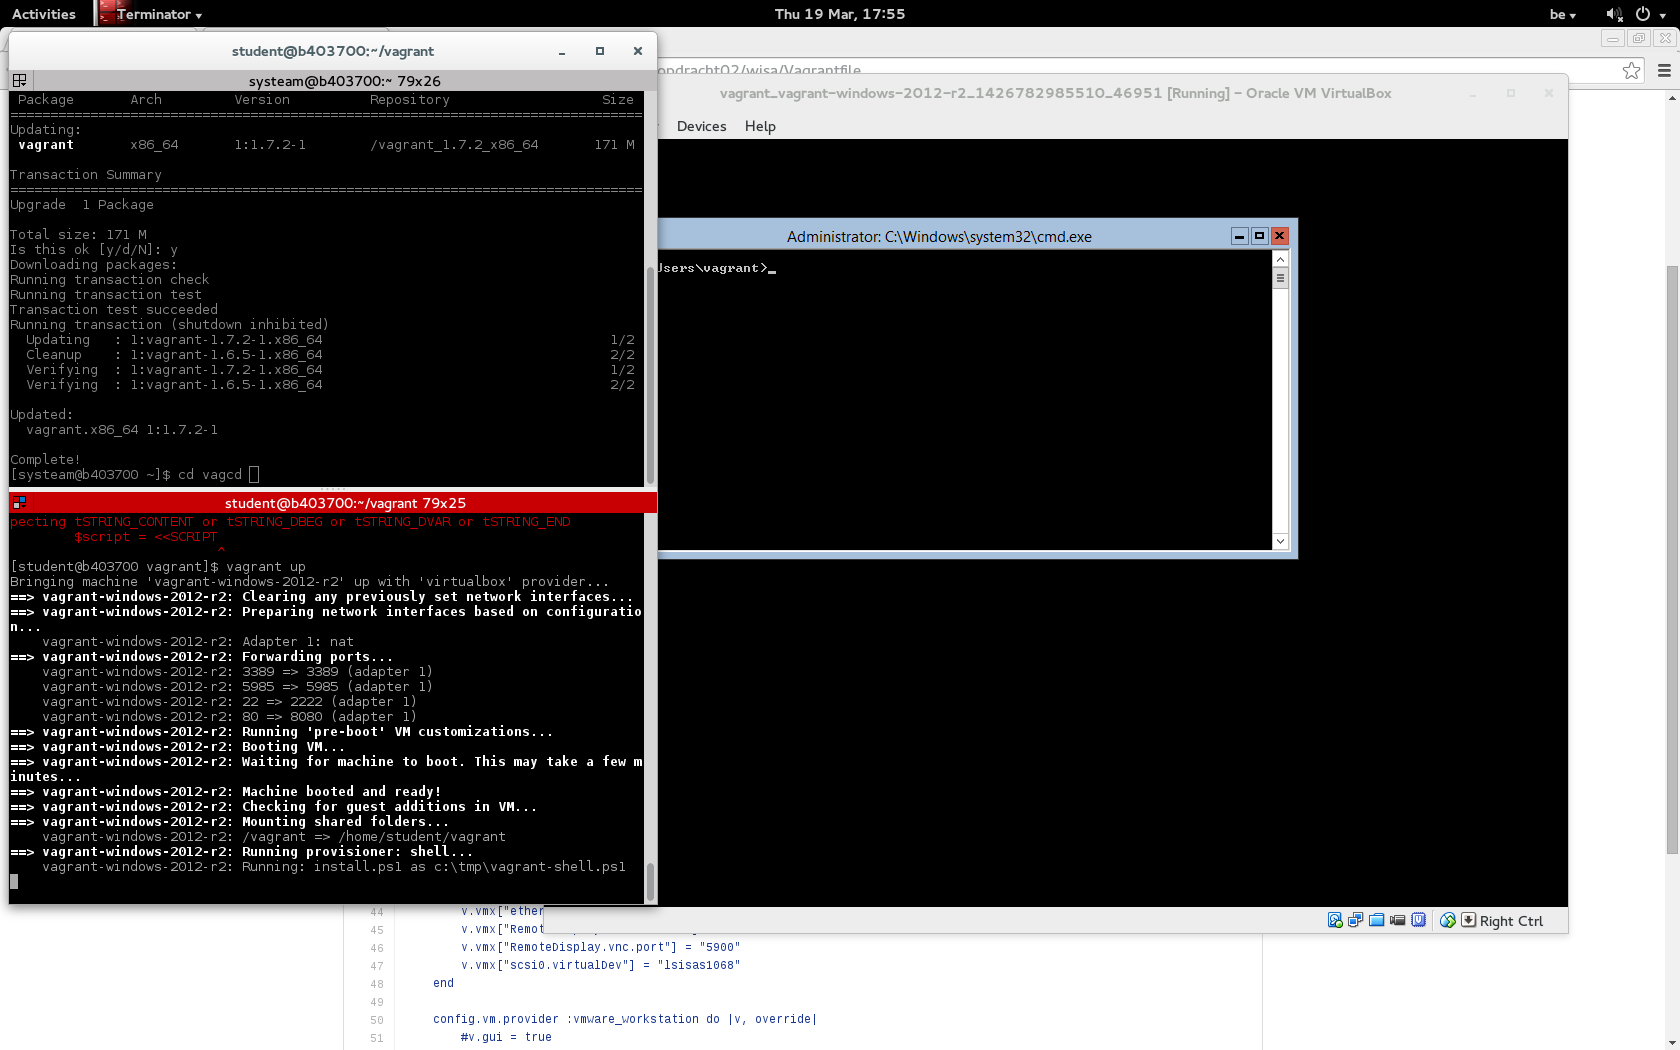 Activities
Terminator
Thu 19 Mar, 17:55
be
student@b403700:~/vagrant
systeam@b403700:~ 79x26
Package Arch Version Repository Size
================================================================================
Updating:
vagrant x86_64 1:1.7.2-1 /vagrant_1.7.2_x86_64 171 M
Transaction Summary
================================================================================
Upgrade 1 Package
Total size: 171 M
Is this ok [y/d/N]: y
Downloading packages:
Running transaction check
Running transaction test
Transaction test succeeded
Running transaction (shutdown inhibited)
Updating : 1:vagrant-1.7.2-1.x86_64 1/2
Cleanup : 1:vagrant-1.6.5-1.x86_64 2/2
Verifying : 1:vagrant-1.7.2-1.x86_64 1/2
Verifying : 1:vagrant-1.6.5-1.x86_64 2/2
Updated:
vagrant.x86_64 1:1.7.2-1
Complete!
[systeam@b403700 ~]$ cd vagcd
student@b403700:~/vagrant 79x25
pecting tSTRING_CONTENT or tSTRING_DBEG or tSTRING_DVAR or tSTRING_END
$script = <<SCRIPT
^
[student@b403700 vagrant]$ vagrant up
Bringing machine 'vagrant-windows-2012-r2' up with 'virtualbox' provider...
==> vagrant-windows-2012-r2: Clearing any previously set network interfaces...
==> vagrant-windows-2012-r2: Preparing network interfaces based on configuratio
n...
vagrant-windows-2012-r2: Adapter 1: nat
==> vagrant-windows-2012-r2: Forwarding ports...
vagrant-windows-2012-r2: 3389 => 3389 (adapter 1)
vagrant-windows-2012-r2: 5985 => 5985 (adapter 1)
vagrant-windows-2012-r2: 22 => 2222 (adapter 1)
vagrant-windows-2012-r2: 80 => 8080 (adapter 1)
==> vagrant-windows-2012-r2: Running 'pre-boot' VM customizations...
==> vagrant-windows-2012-r2: Booting VM...
==> vagrant-windows-2012-r2: Waiting for machine to boot. This may take a few m
inutes...
==> vagrant-windows-2012-r2: Machine booted and ready!
==> vagrant-windows-2012-r2: Checking for guest additions in VM...
==> vagrant-windows-2012-r2: Mounting shared folders...
vagrant-windows-2012-r2: /vagrant => /home/student/vagrant
==> vagrant-windows-2012-r2: Running provisioner: shell...
vagrant-windows-2012-r2: Running: install.ps1 as c:\tmp\vagrant-shell.ps1
opdracht02/wisa/Vagrantfile
vagrant_vagrant-windows-2012-r2_1426782985510_46951 [Running] - Oracle VM VirtualBox
Devices Help
Administrator: C:\Windows\system32\cmd.exe
Users\vagrant>_
Right Ctrl
44 v.vmx["ether
45 v.vmx["Remot
46 v.vmx["RemoteDisplay.vnc.port"] = "5900"
47 v.vmx["scsi0.virtualDev"] = "lsisas1068"
48 end
49
50 config.vm.provider :vmware_workstation do |v, override|
51 #v.gui = true